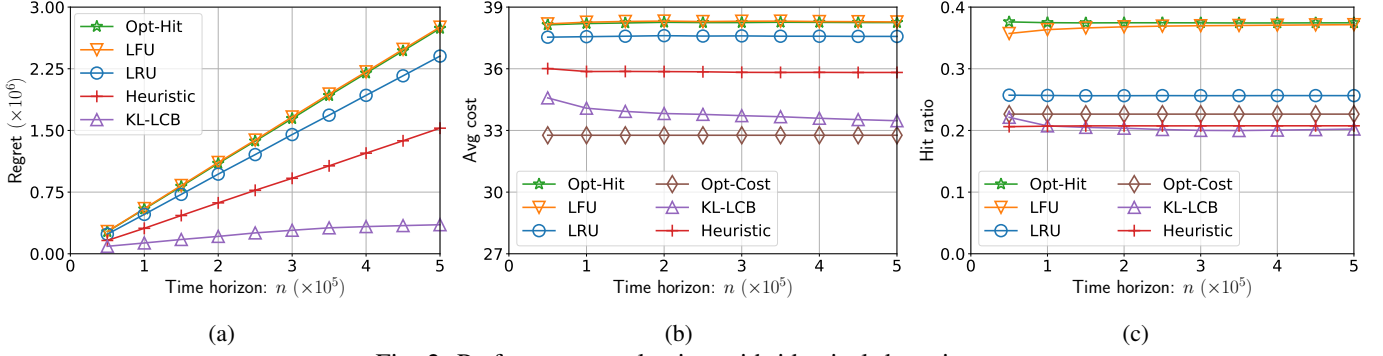 3.00
2.25
1.50
0.75
0.00
Regret (×10⁶)
Opt-Hit
LFU
LRU
Heuristic
KL-LCB
0 1 2 3 4 5
Time horizon: n (×10⁵)
(a)
39
36
33
30
27
Avg cost
Opt-Hit Opt-Cost
LFU KL-LCB
LRU Heuristic
0 1 2 3 4 5
Time horizon: n (×10⁵)
(b)
0.4
0.3
0.2
0.1
0.0
Hit ratio
Opt-Hit Opt-Cost
LFU KL-LCB
LRU Heuristic
0 1 2 3 4 5
Time horizon: n (×10⁵)
(c)